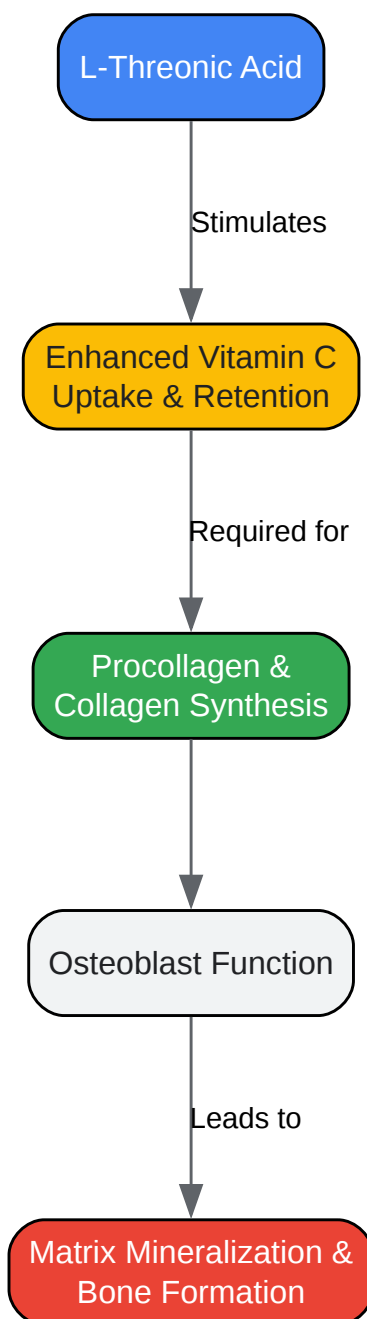 L-Threonic Acid
Stimulates
Enhanced Vitamin C
Uptake & Retention
Required for
Procollagen &
Collagen Synthesis
Osteoblast Function
Leads to
Matrix Mineralization &
Bone Formation